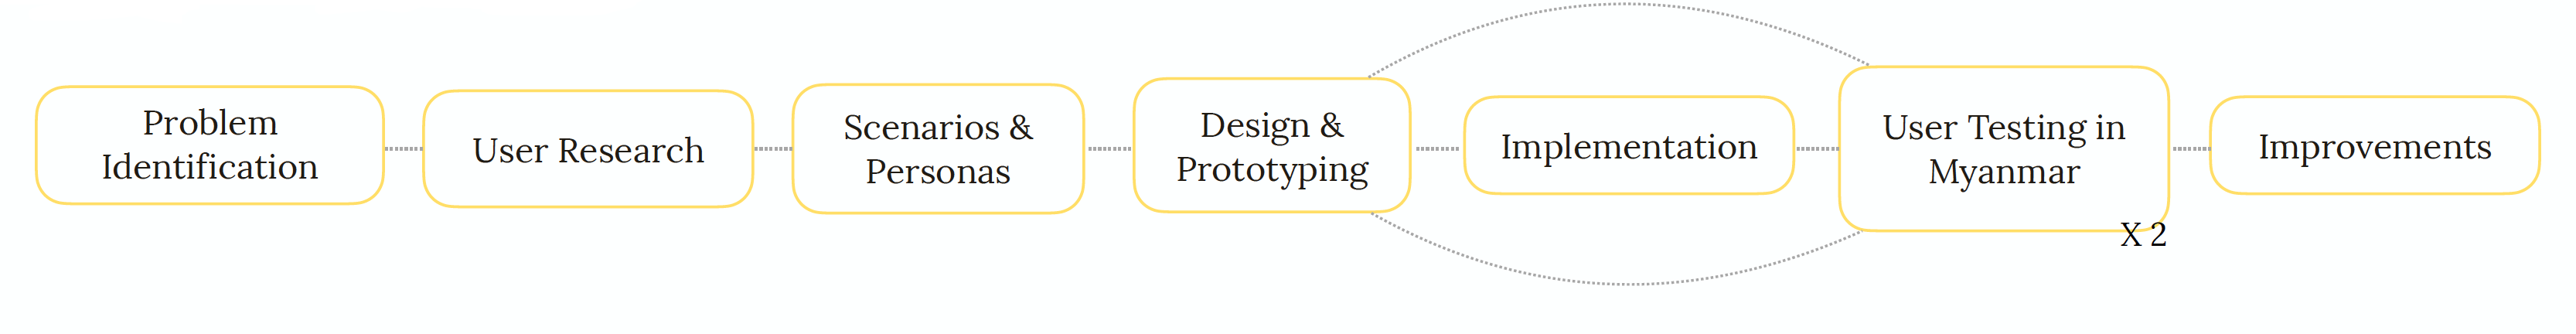 Problem
Identification
User Research
Scenarios &
Personas
Design &
Prototyping
Implementation
User Testing in
Myanmar
X 2
Improvements